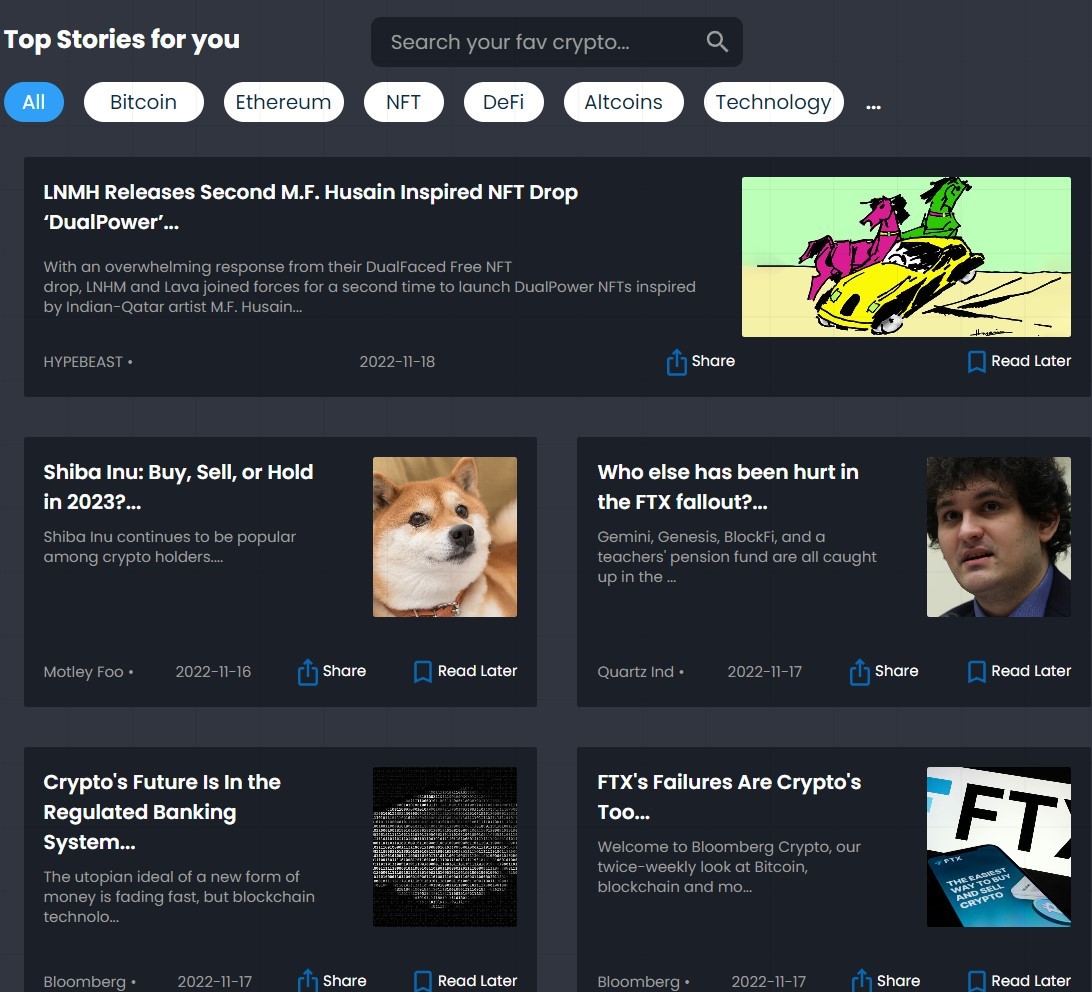 Top Stories for you
Search your fav crypto...
All
Bitcoin
Ethereum
NFT
DeFi
Altcoins
Technology
...
LNMH Releases Second M.F. Husain Inspired NFT Drop
‘DualPower’...
With an overwhelming response from their DualFaced Free NFT
drop, LNHM and Lava joined forces for a second time to launch DualPower NFTs inspired
by Indian-Qatar artist M.F. Husain...
HYPEBEAST •
2022-11-18
Share
Read Later
Shiba Inu: Buy, Sell, or Hold
in 2023?...
Shiba Inu continues to be popular
among crypto holders....
Motley Foo •
2022-11-16
Share
Read Later
Who else has been hurt in
the FTX fallout?...
Gemini, Genesis, BlockFi, and a
teachers' pension fund are all caught
up in the ...
Quartz Ind •
2022-11-17
Share
Read Later
Crypto's Future Is In the
Regulated Banking
System...
The utopian ideal of a new form of
money is fading fast, but blockchain
technolo...
Bloomberg •
2022-11-17
Share
Read Later
FTX's Failures Are Crypto's
Too...
Welcome to Bloomberg Crypto, our
twice-weekly look at Bitcoin,
blockchain and mo...
FTX
FTX
THE EASIEST
WAY TO BUY
AND SELL
CRYPTO
Bloomberg •
2022-11-17
Share
Read Later